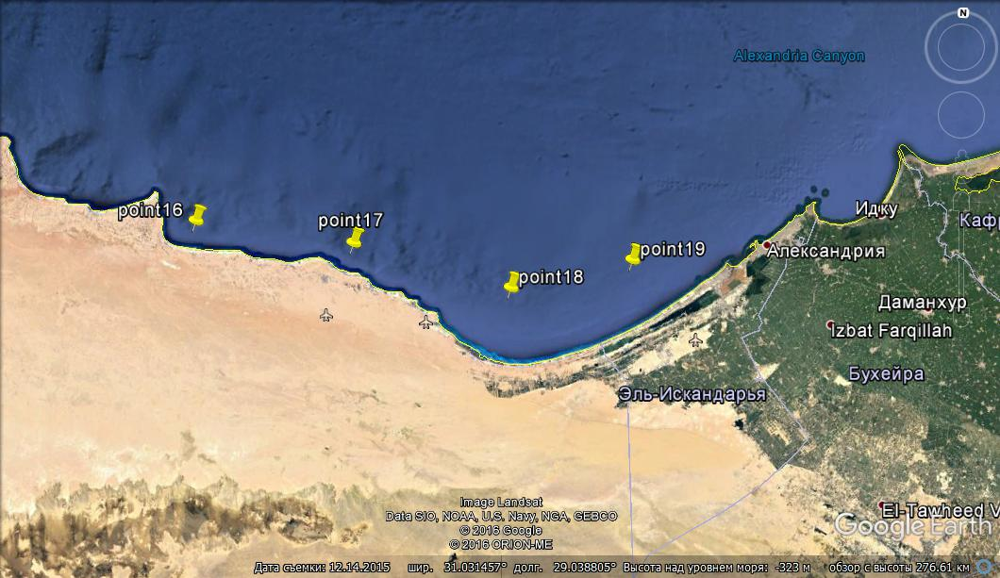 N
Alexandria Canyon
point16
point17
Идку
Каф
point19
Александрия
point18
Даманхур
Izbat Farqillah
Бухейра
Эль-Искандарья
Image Landsat
Data SIO, NOAA, U.S. Navy, NGA, GEBCO
© 2016 Google
© 2016 ORION-ME
El-Tawheed V
Google Earth
Дата съемки: 12.14.2015 шир. 31.031457° долг. 29.038805° Высота над уровнем моря: -323 м обзор с высоты 276.61 км